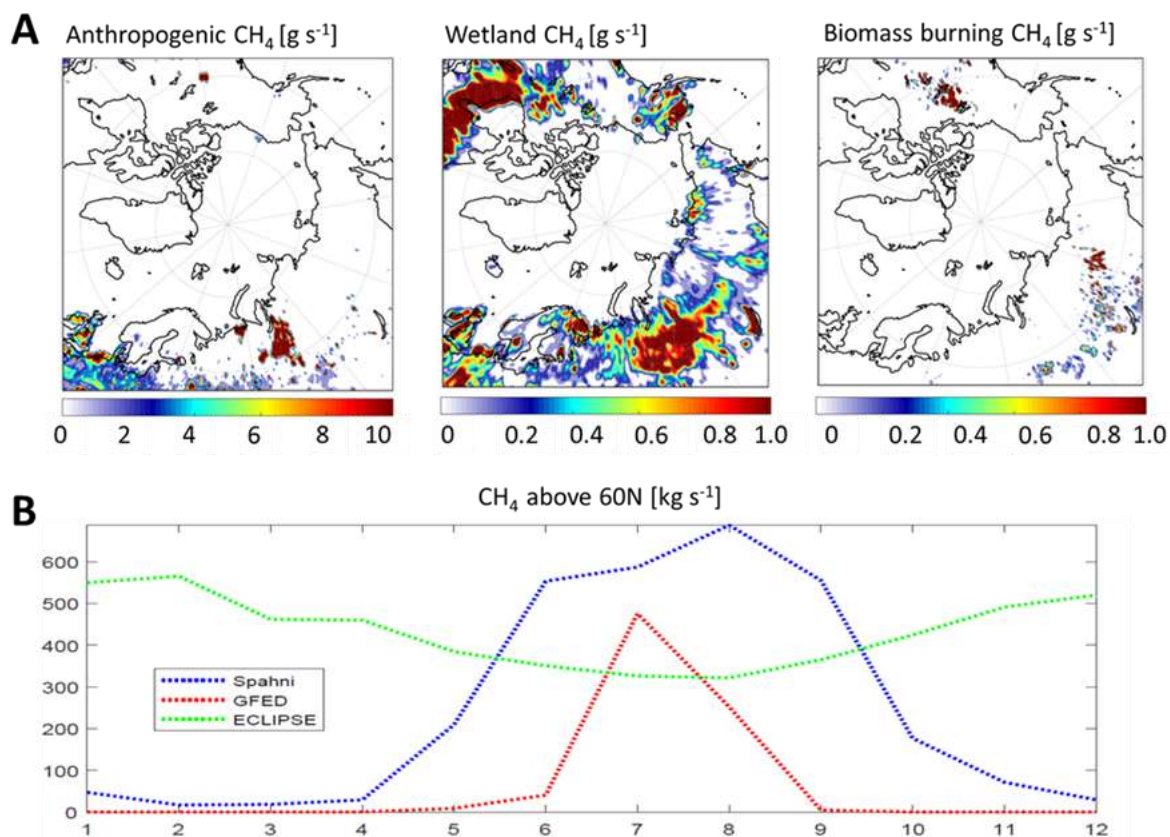 A
Anthropogenic CH₄ [g s⁻¹]
Wetland CH₄ [g s⁻¹]
Biomass burning CH₄ [g s⁻¹]
0 2 4 6 8 10
0 0.2 0.4 0.6 0.8 1.0
0 0.2 0.4 0.6 0.8 1.0
B
CH₄ above 60N [kg s⁻¹]
600
500
400
300
200
100
0
Spahni
GFED
ECLIPSE
1 2 3 4 5 6 7 8 9 10 11 12